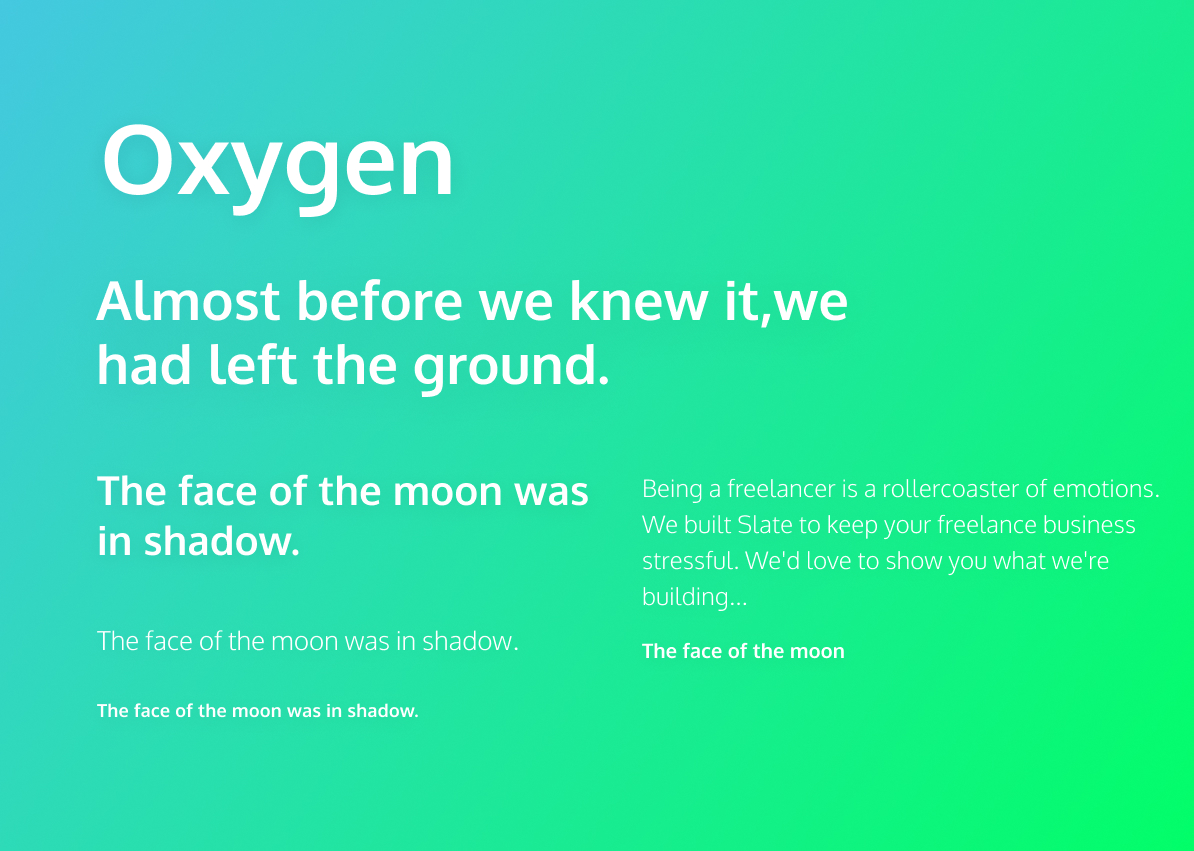 Oxygen
Almost before we knew it,we
had left the ground.
The face of the moon was
in shadow.
The face of the moon was in shadow.
The face of the moon was in shadow.
Being a freelancer is a rollercoaster of emotions.
We built Slate to keep your freelance business
stressful. We'd love to show you what we're
building...
The face of the moon